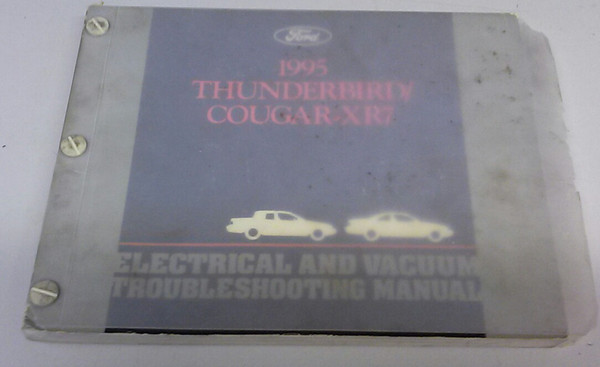 Ford
1995
THUNDERBIRD/
COUGAR XR7
ELECTRICAL AND VACUUM
TROUBLESHOOTING MANUAL